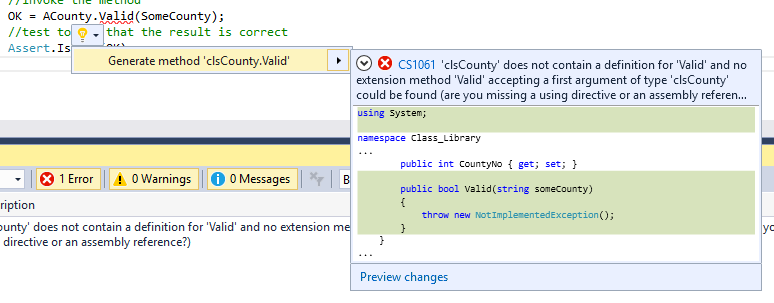 //invoke the method
OK = ACounty.Valid(SomeCounty);
//test to that the result is correct
Assert.Is OK)
Generate method 'clsCounty.Valid'
CS1061 'clsCounty' does not contain a definition for 'Valid' and no
extension method 'Valid' accepting a first argument of type 'clsCounty'
could be found (are you missing a using directive or an assembly referen...
using System;
namespace Class_Library
...
public int CountyNo { get; set; }
public bool Valid(string someCounty)
{
throw new NotImplementedException();
}
}
...
Preview changes
1 Error
0 Warnings
0 Messages
B
ription
ounty' does not contain a definition for 'Valid' and no extension me
yo
directive or an assembly reference?)